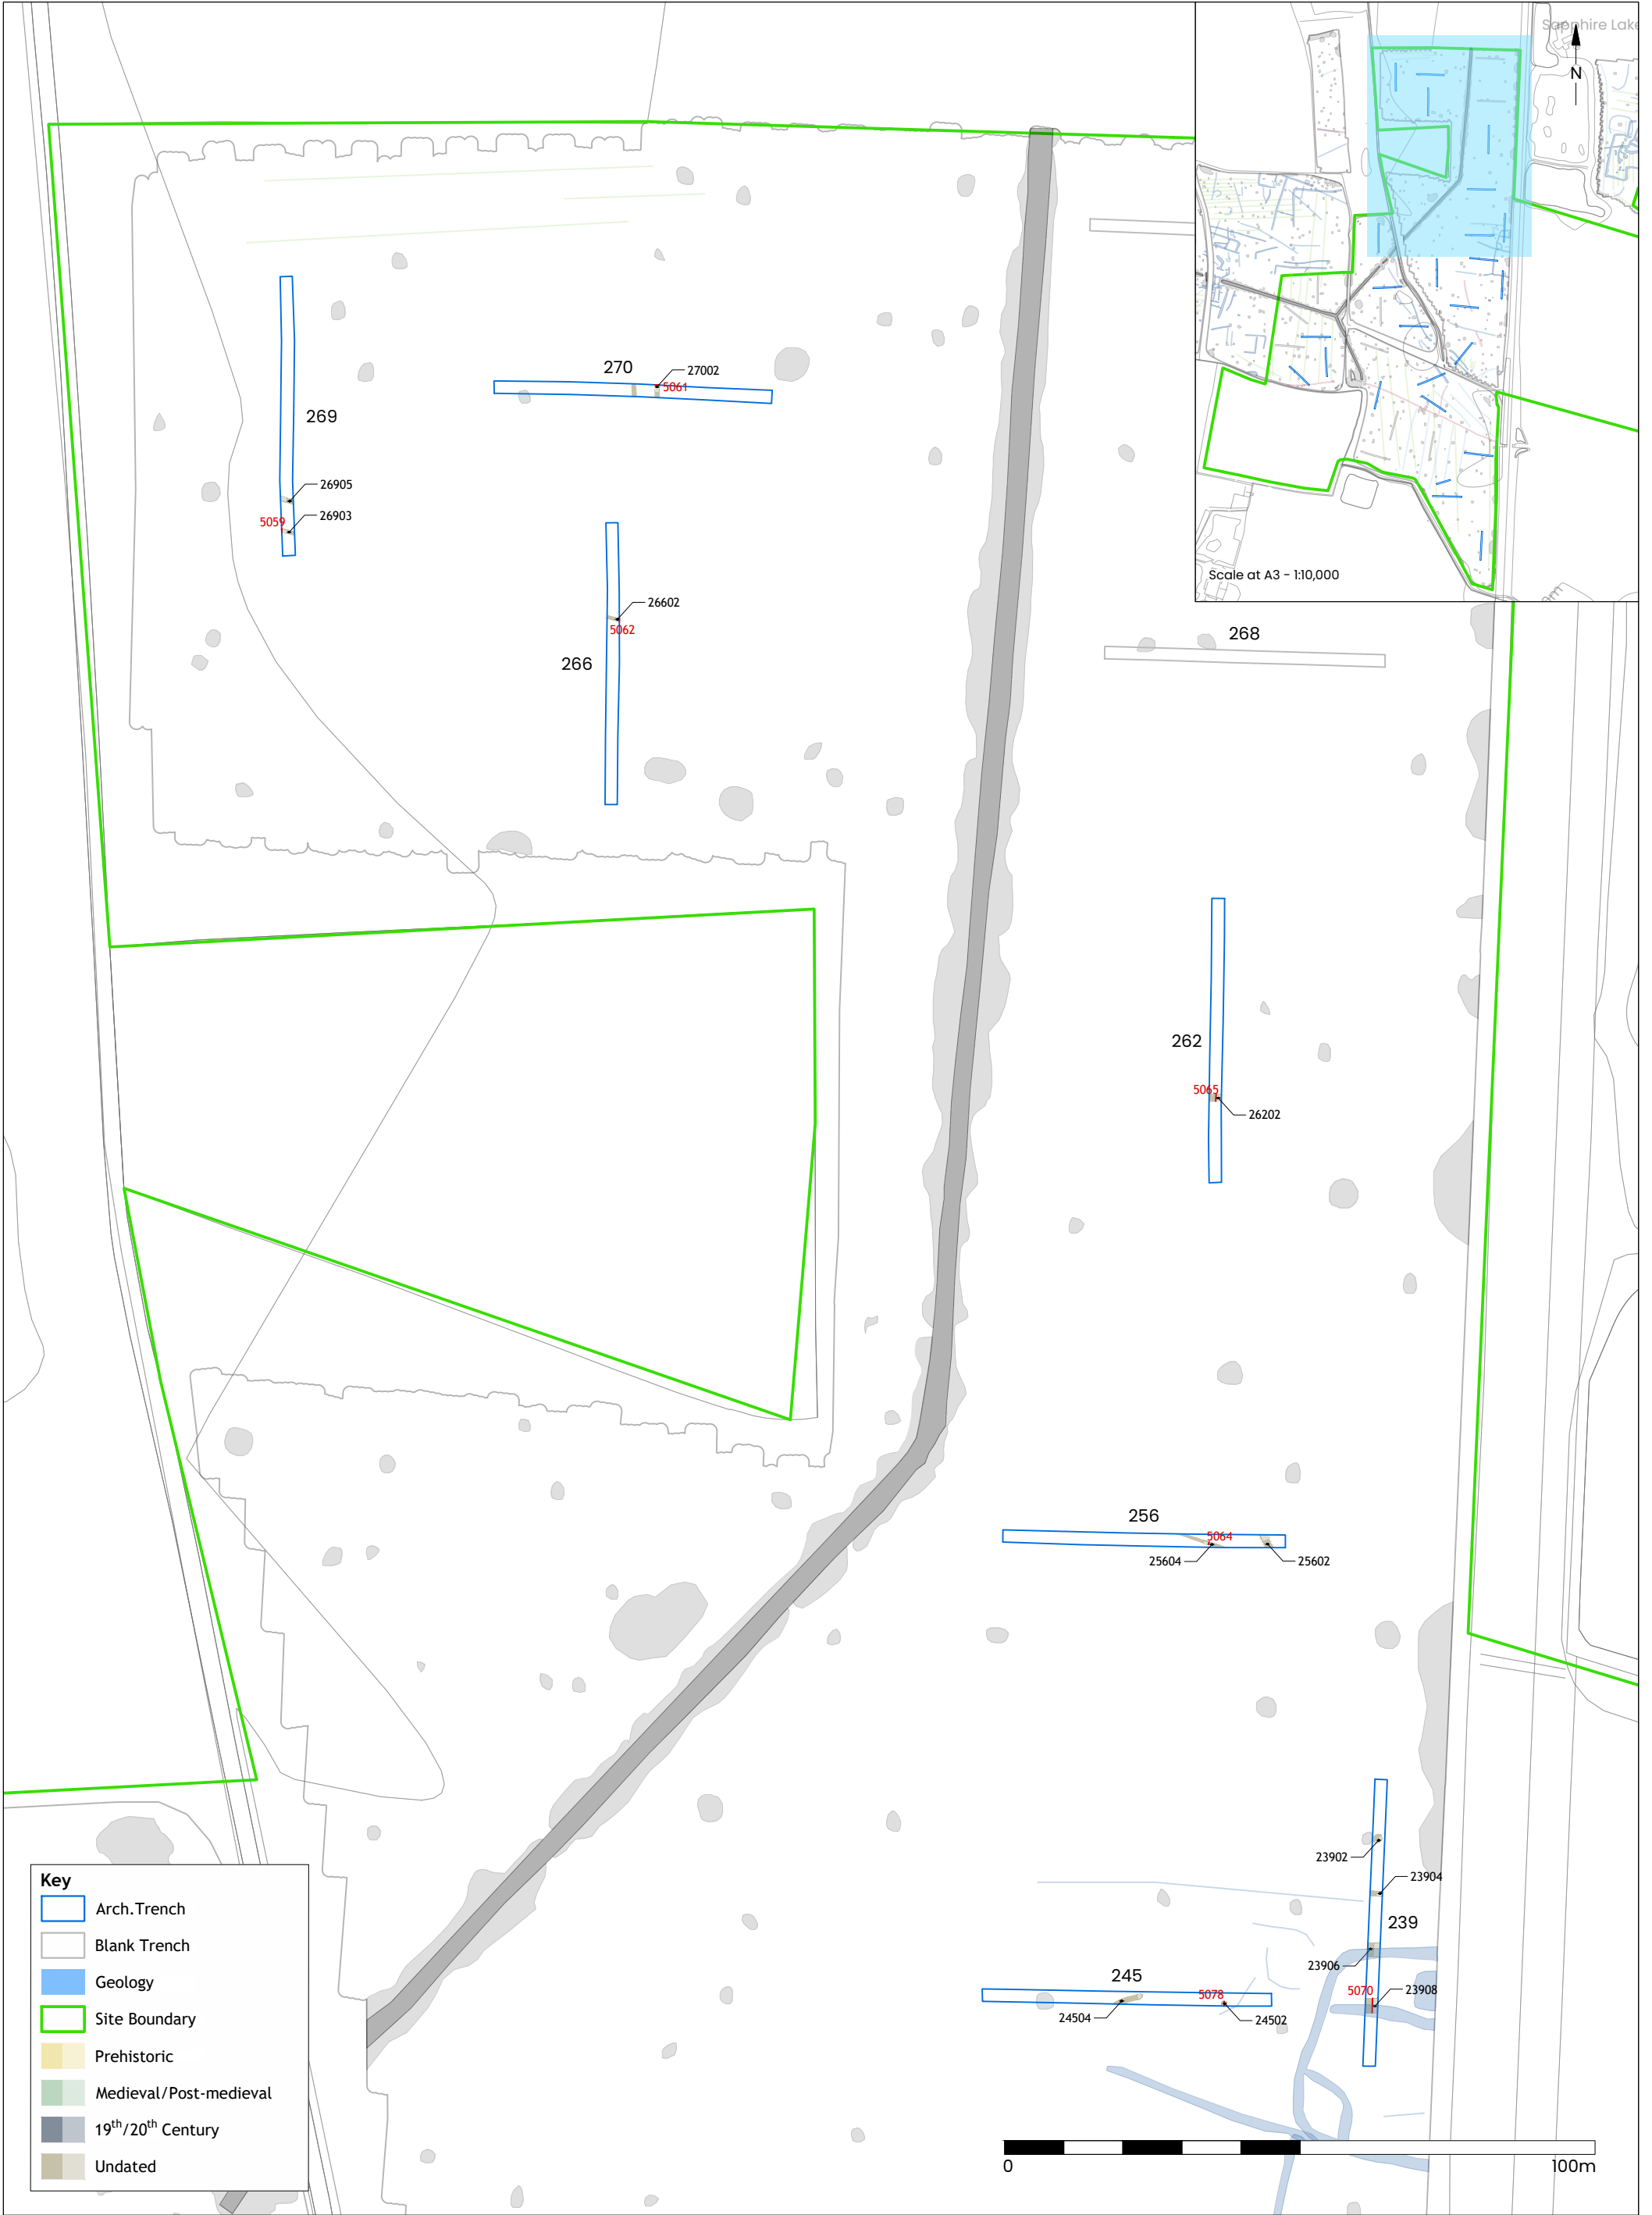 Sapphire Lake
N
Scale at A3 - 1:10,000
270
27002
5061
269
26905
5059
26903
26602
5062
266
268
262
5065
26202
256
5064
25604
25602
23902
23904
239
23906
5070
23908
245
5078
24504
24502
0
100m
Key
Arch.Trench
Blank Trench
Geology
Site Boundary
Prehistoric
Medieval/Post-medieval
19th/20th Century
Undated